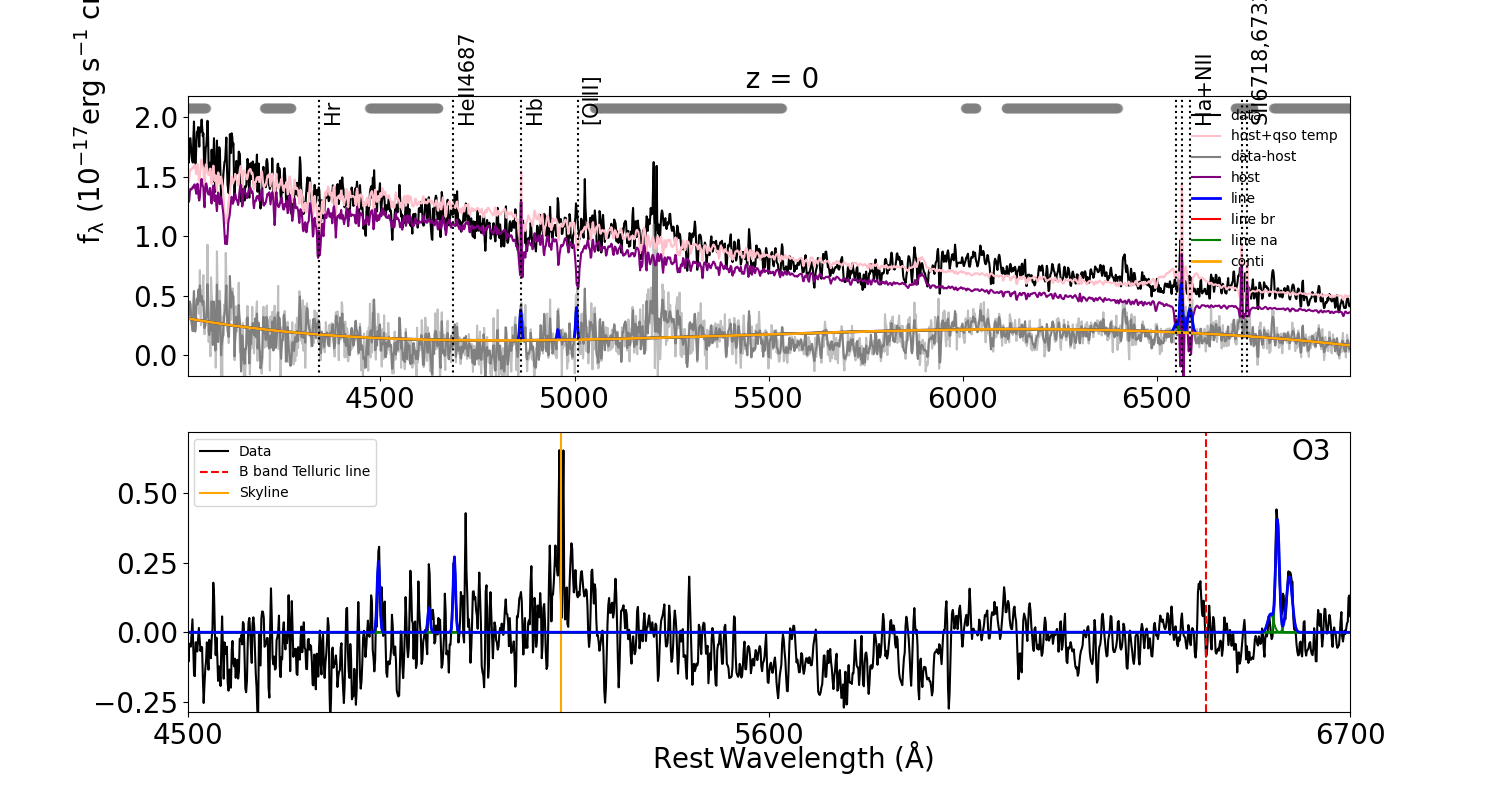 z = 0
f_λ (10^−17 erg s^−1 c
Hr
HeII4687
Hb
[OIII]
Ha+NII
SII6718,673
2.0
1.5
1.0
0.5
0.0
data
host+qso temp
data-host
host
line
line br
line na
conti
4500 5000 5500 6000 6500
O3
Data
B band Telluric line
Skyline
0.50
0.25
0.00
−0.25
4500 5600 6700
Rest Wavelength (Å)